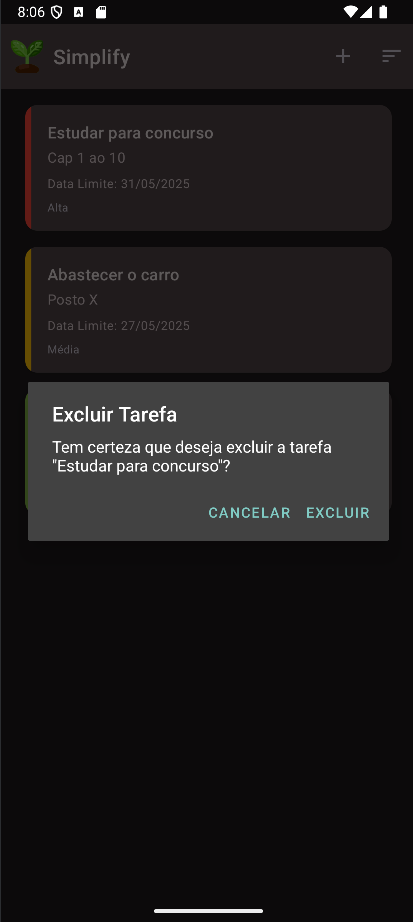 8:06
Simplify
Estudar para concurso
Cap 1 ao 10
Data Limite: 31/05/2025
Alta
Abastecer o carro
Posto X
Data Limite: 27/05/2025
Média
Excluir Tarefa
Tem certeza que deseja excluir a tarefa
"Estudar para concurso"?
CANCELAR EXCLUIR